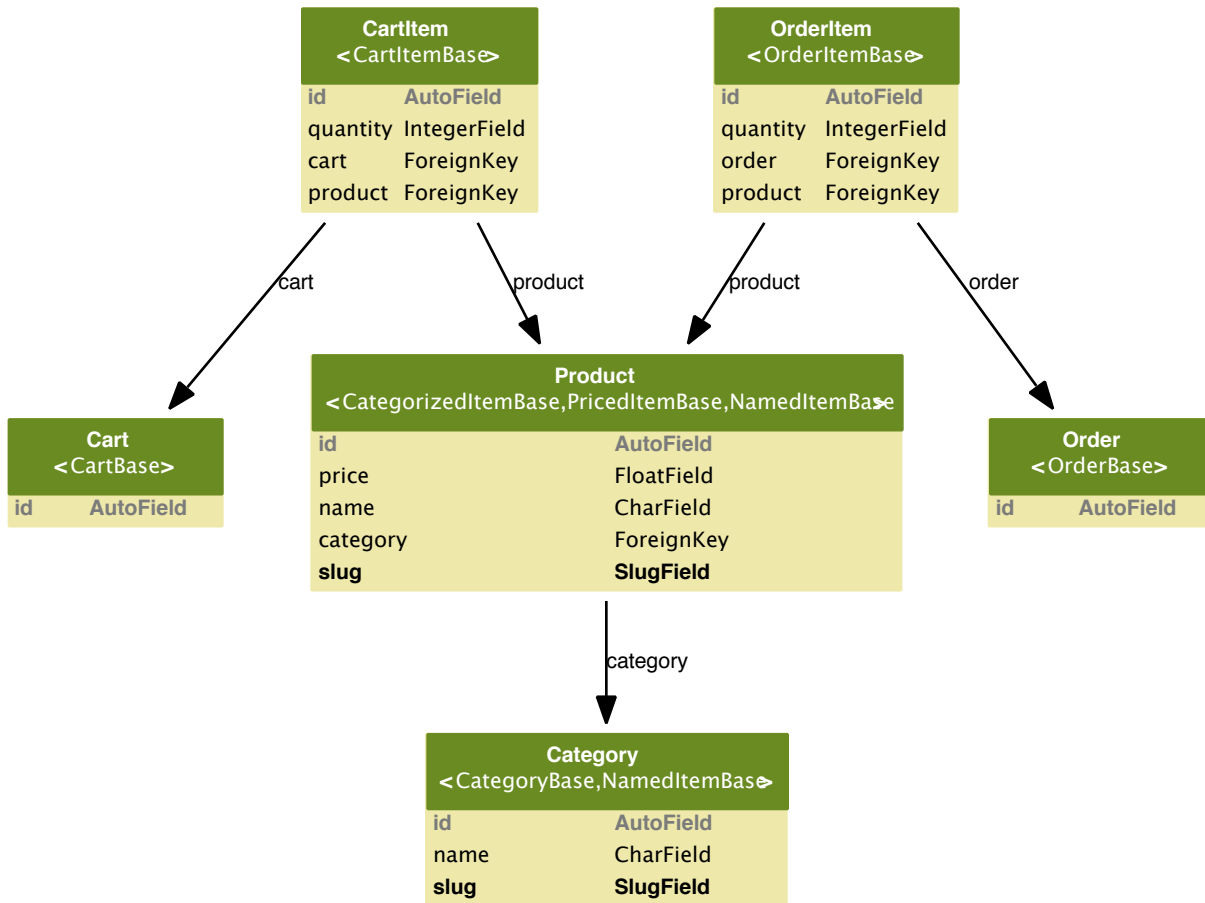 CartItem
<CartItemBase>
id AutoField
quantity IntegerField
cart ForeignKey
product ForeignKey
OrderItem
<OrderItemBase>
id AutoField
quantity IntegerField
order ForeignKey
product ForeignKey
cart
product
product
order
Product
<CategorizedItemBase,PricedItemBase,NamedItemBase>
id AutoField
price FloatField
name CharField
category ForeignKey
slug SlugField
Cart
<CartBase>
id AutoField
Order
<OrderBase>
id AutoField
category
Category
<CategoryBase,NamedItemBase>
id AutoField
name CharField
slug SlugField